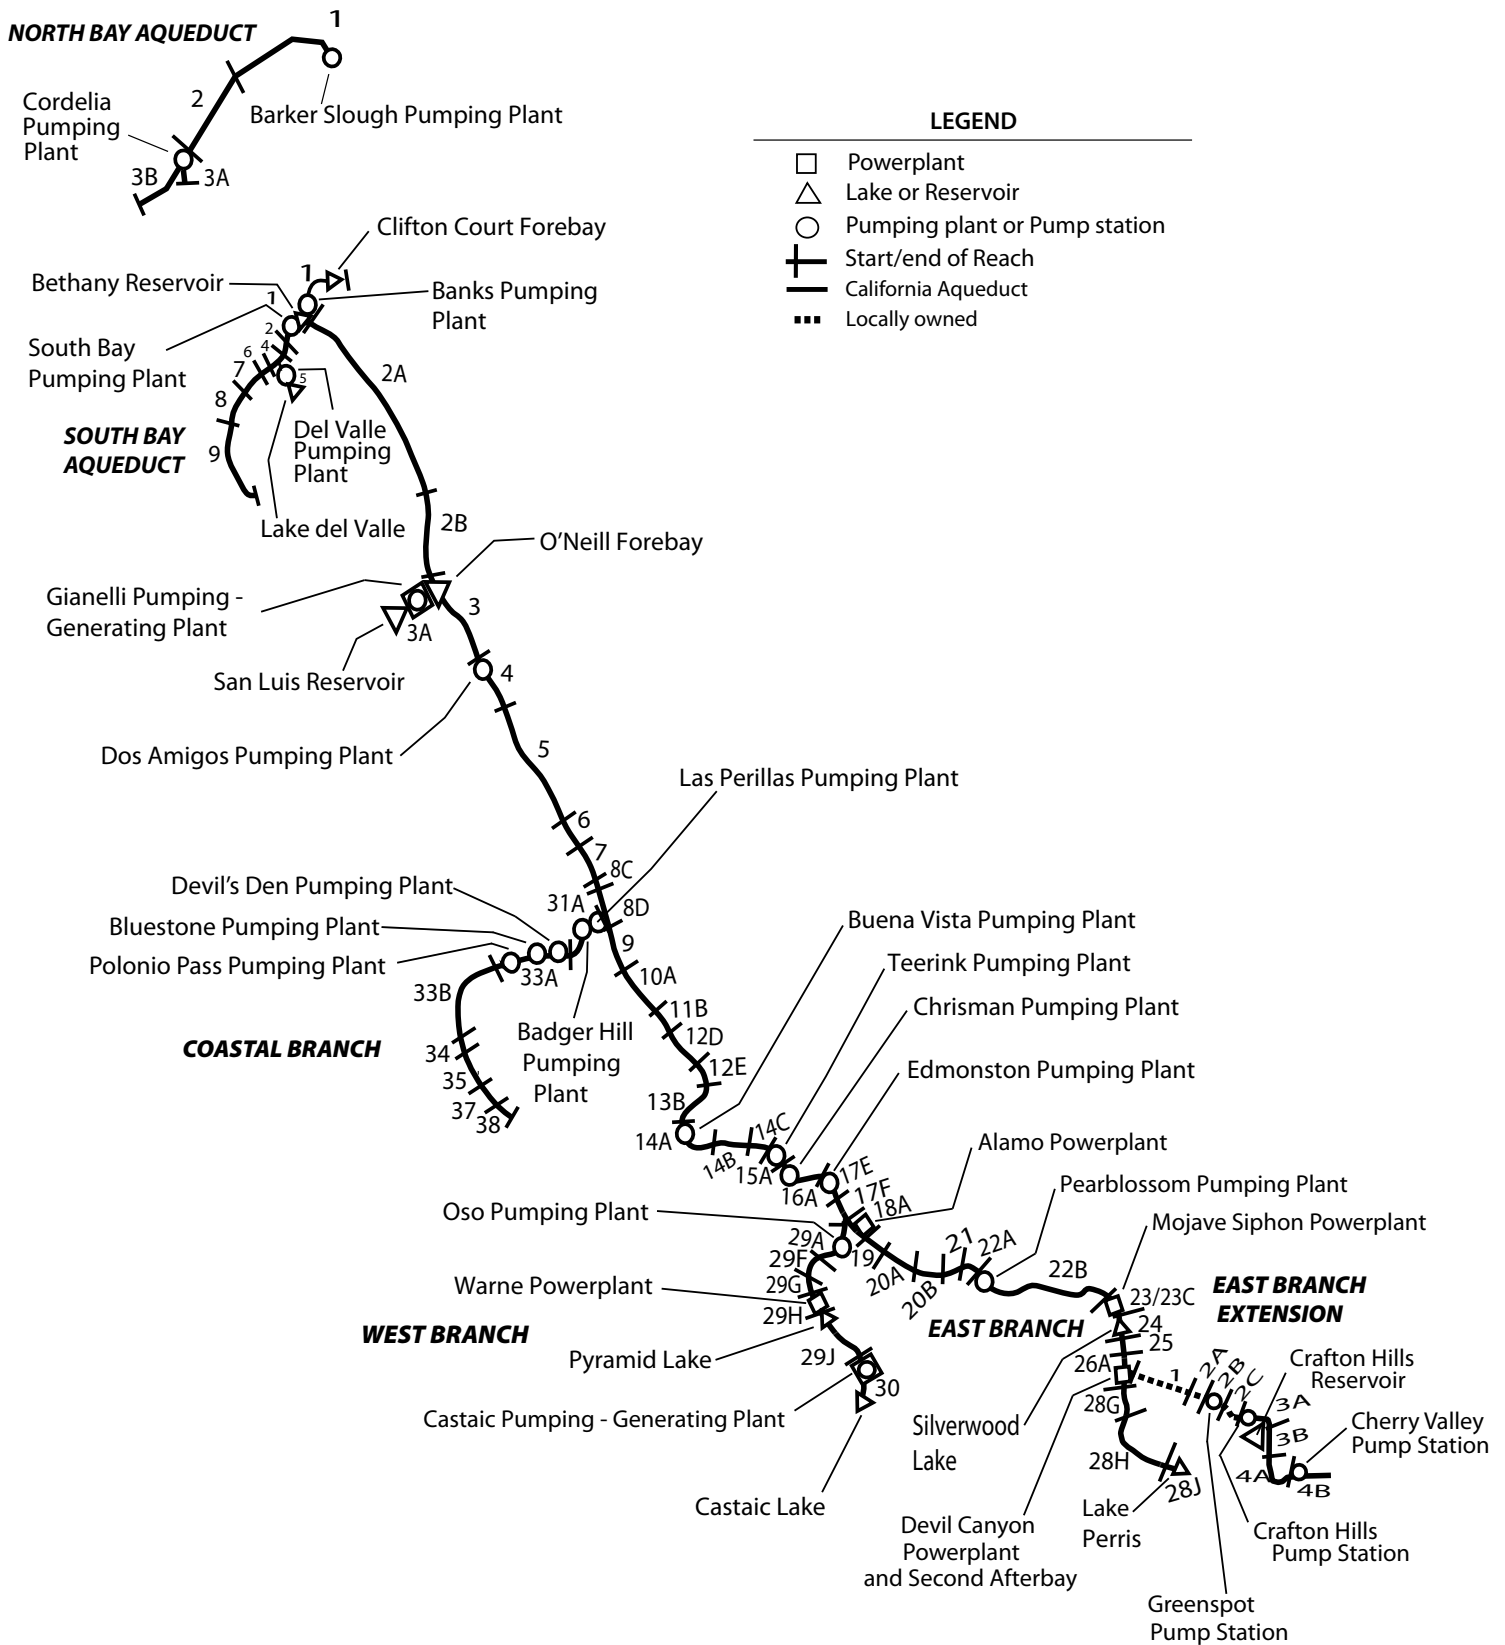 NORTH BAY AQUEDUCT
1
2
Cordelia
Pumping
Plant
Barker Slough Pumping Plant
3B
3A
LEGEND
Powerplant
Lake or Reservoir
Pumping plant or Pump station
Start/end of Reach
California Aqueduct
Locally owned
Clifton Court Forebay
Bethany Reservoir
1
Banks Pumping
Plant
1
2
South Bay
Pumping Plant
4
6
7
5
2A
8
SOUTH BAY
AQUEDUCT
9
Del Valle
Pumping
Plant
Lake del Valle
2B
O'Neill Forebay
Gianelli Pumping -
Generating Plant
3
3A
San Luis Reservoir
4
Dos Amigos Pumping Plant
5
Las Perillas Pumping Plant
6
7
8C
Devil's Den Pumping Plant
31A
8D
Bluestone Pumping Plant
Polonio Pass Pumping Plant
33A
9
10A
33B
11B
Badger Hill
Pumping
Plant
COASTAL BRANCH
34
35
37
38
12D
12E
13B
Buena Vista Pumping Plant
Teerink Pumping Plant
Chrisman Pumping Plant
Edmonston Pumping Plant
14A
14B
14C
15A
16A
17E
17F
18A
Alamo Powerplant
Pearblossom Pumping Plant
Mojave Siphon Powerplant
Oso Pumping Plant
29A
29F
19
20A
20B
21
22A
22B
29G
Warne Powerplant
29H
WEST BRANCH
EAST BRANCH
23/23C
EAST BRANCH
EXTENSION
24
25
Pyramid Lake
29J
26A
30
Castaic Pumping - Generating Plant
Castaic Lake
28G
1
2A
2B
2C
Crafton Hills
Reservoir
3A
3B
Cherry Valley
Pump Station
4A
4B
Silverwood
Lake
28H
28J
Lake
Perris
Devil Canyon
Powerplant
and Second Afterbay
Crafton Hills
Pump Station
Greenspot
Pump Station